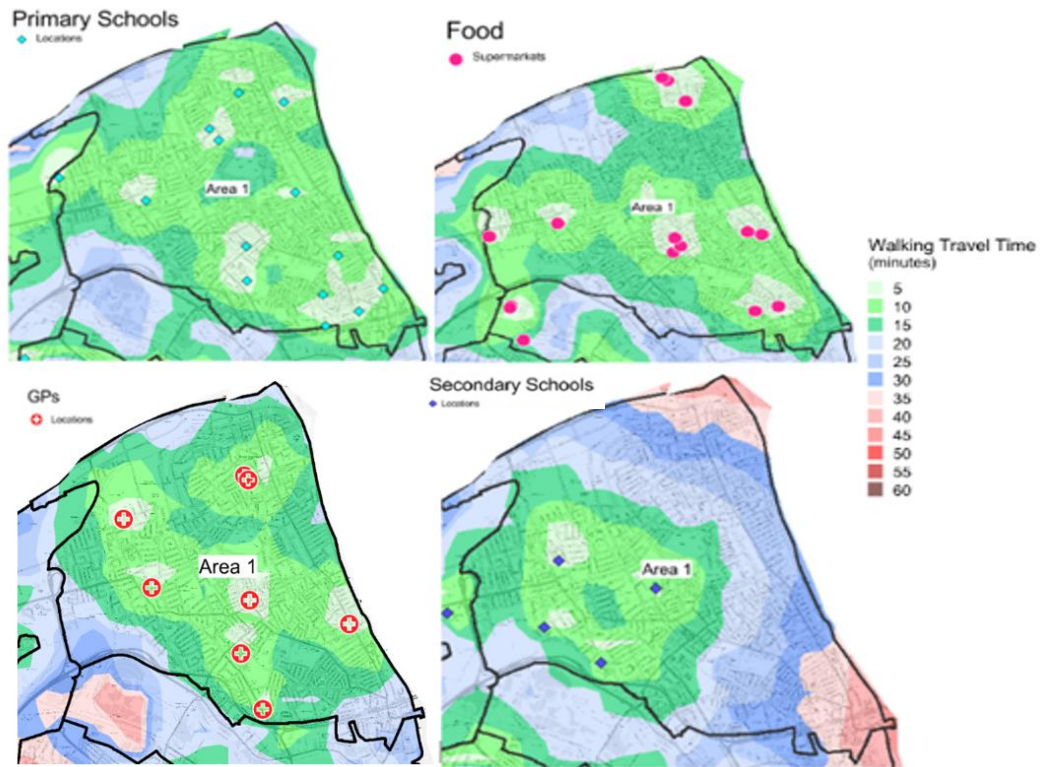 Primary Schools
Locations
Area 1
Food
Supermarkets
Area 1
Walking Travel Time
(minutes)
5
10
15
20
25
30
35
40
45
50
55
60
GPs
Locations
Area 1
Secondary Schools
Locations
Area 1